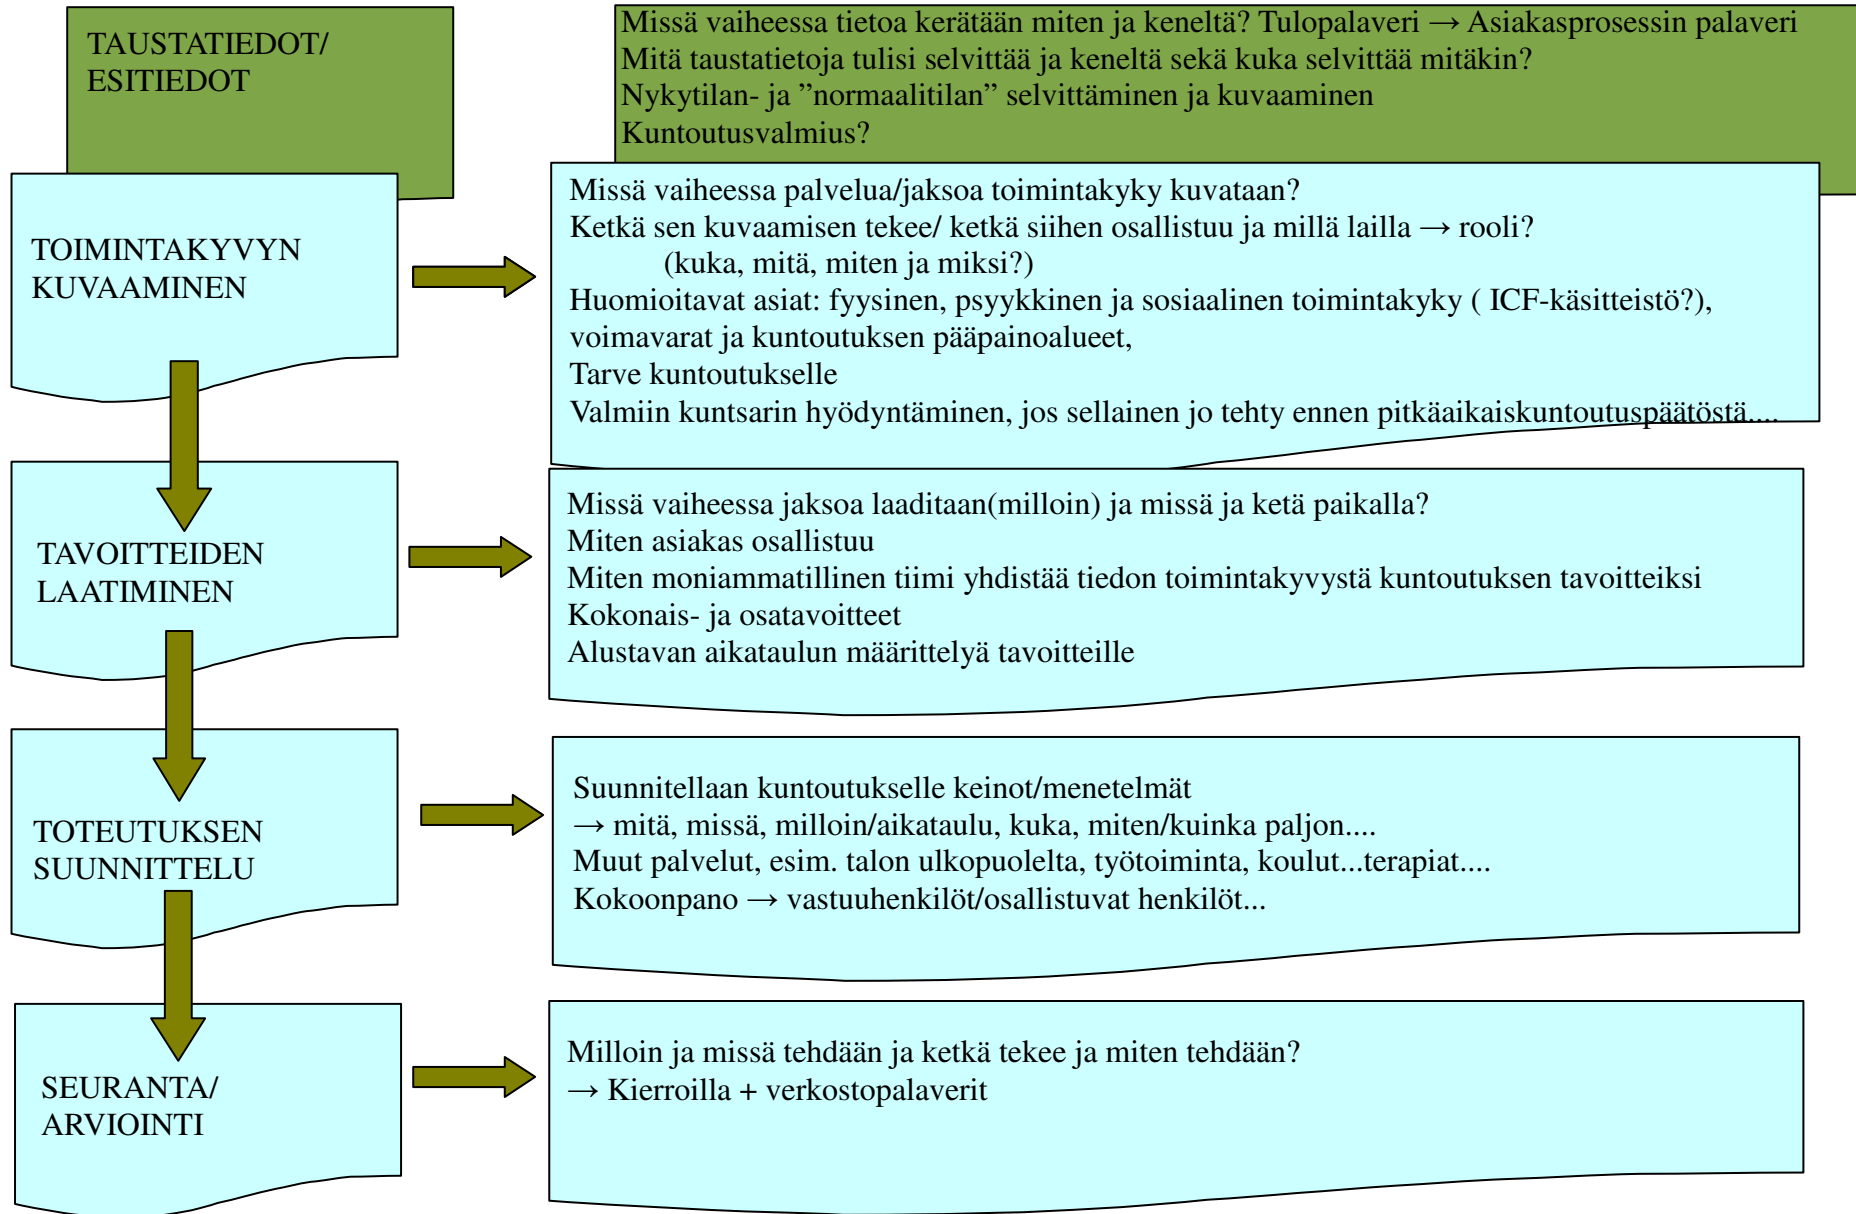 TAUSTATIEDOT/
ESITIEDOT
Missä vaiheessa tietoa kerätään miten ja keneltä? Tulopalaveri → Asiakasprosessin palaveri
Mitä taustatietoja tulisi selvittää ja keneltä sekä kuka selvittää mitäkin?
Nykytilan- ja ”normaalitilan” selvittäminen ja kuvaaminen
Kuntoutusvalmius?
TOIMINTAKYVYN
KUVAAMINEN
Missä vaiheessa palvelua/jaksoa toimintakyky kuvataan?
Ketkä sen kuvaamisen tekee/ ketkä siihen osallistuu ja millä lailla → rooli?
(kuka, mitä, miten ja miksi?)
Huomioitavat asiat: fyysinen, psyykkinen ja sosiaalinen toimintakyky ( ICF-käsitteistö?),
voimavarat ja kuntoutuksen pääpainoalueet,
Tarve kuntoutukselle
Valmiin kuntsarin hyödyntäminen, jos sellainen jo tehty ennen pitkäaikaiskuntoutuspäätöstä....
TAVOITTEIDEN
LAATIMINEN
Missä vaiheessa jaksoa laaditaan(milloin) ja missä ja ketä paikalla?
Miten asiakas osallistuu
Miten moniammatillinen tiimi yhdistää tiedon toimintakyvystä kuntoutuksen tavoitteiksi
Kokonais- ja osatavoitteet
Alustavan aikataulun määrittelyä tavoitteille
TOTEUTUKSEN
SUUNNITTELU
Suunnitellaan kuntoutukselle keinot/menetelmät
→ mitä, missä, milloin/aikataulu, kuka, miten/kuinka paljon....
Muut palvelut, esim. talon ulkopuolelta, työtoiminta, koulut...terapiat....
Kokoonpano → vastuuhenkilöt/osallistuvat henkilöt...
SEURANTA/
ARVIOINTI
Milloin ja missä tehdään ja ketkä tekee ja miten tehdään?
→ Kierroilla + verkostopalaverit